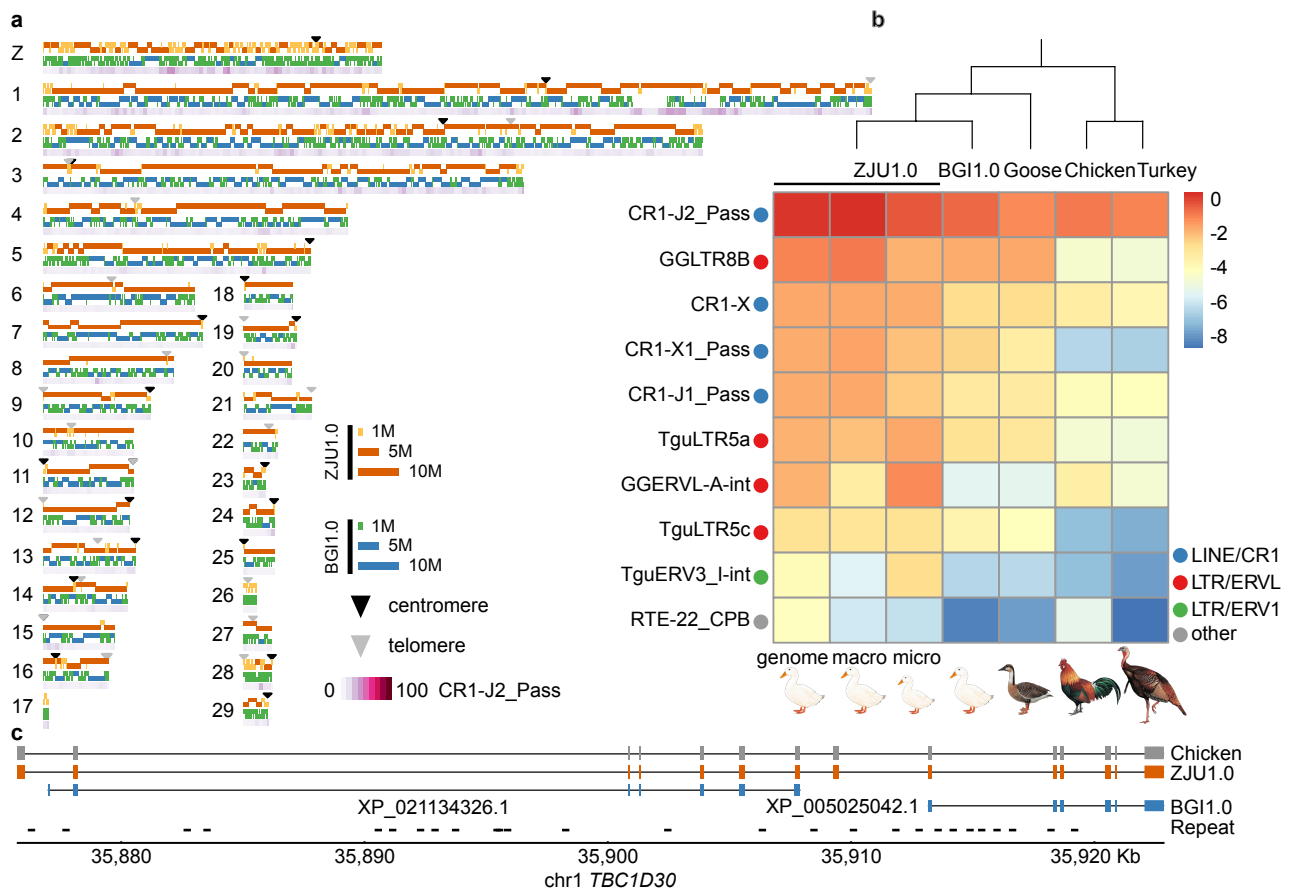 a
b
Z
1
2
3
4
5
6
7
8
9
10
11
12
13
14
15
16
17
18
19
20
21
22
23
24
25
26
27
28
29
ZJU1.0
1M
5M
10M
BGI1.0
1M
5M
10M
centromere
telomere
0 100 CR1-J2_Pass
ZJU1.0 BGI1.0 Goose Chicken Turkey
CR1-J2_Pass
GGLTR8B
CR1-X
CR1-X1_Pass
CR1-J1_Pass
TguLTR5a
GGERVL-A-int
TguLTR5c
TguERV3_I-int
RTE-22_CPB
0
-2
-4
-6
-8
LINE/CR1
LTR/ERVL
LTR/ERV1
other
genome macro micro
c
Chicken
ZJU1.0
XP_021134326.1 XP_005025042.1 BGI1.0
Repeat
35,880 35,890 35,900 35,910 35,920 Kb
chr1 TBC1D30